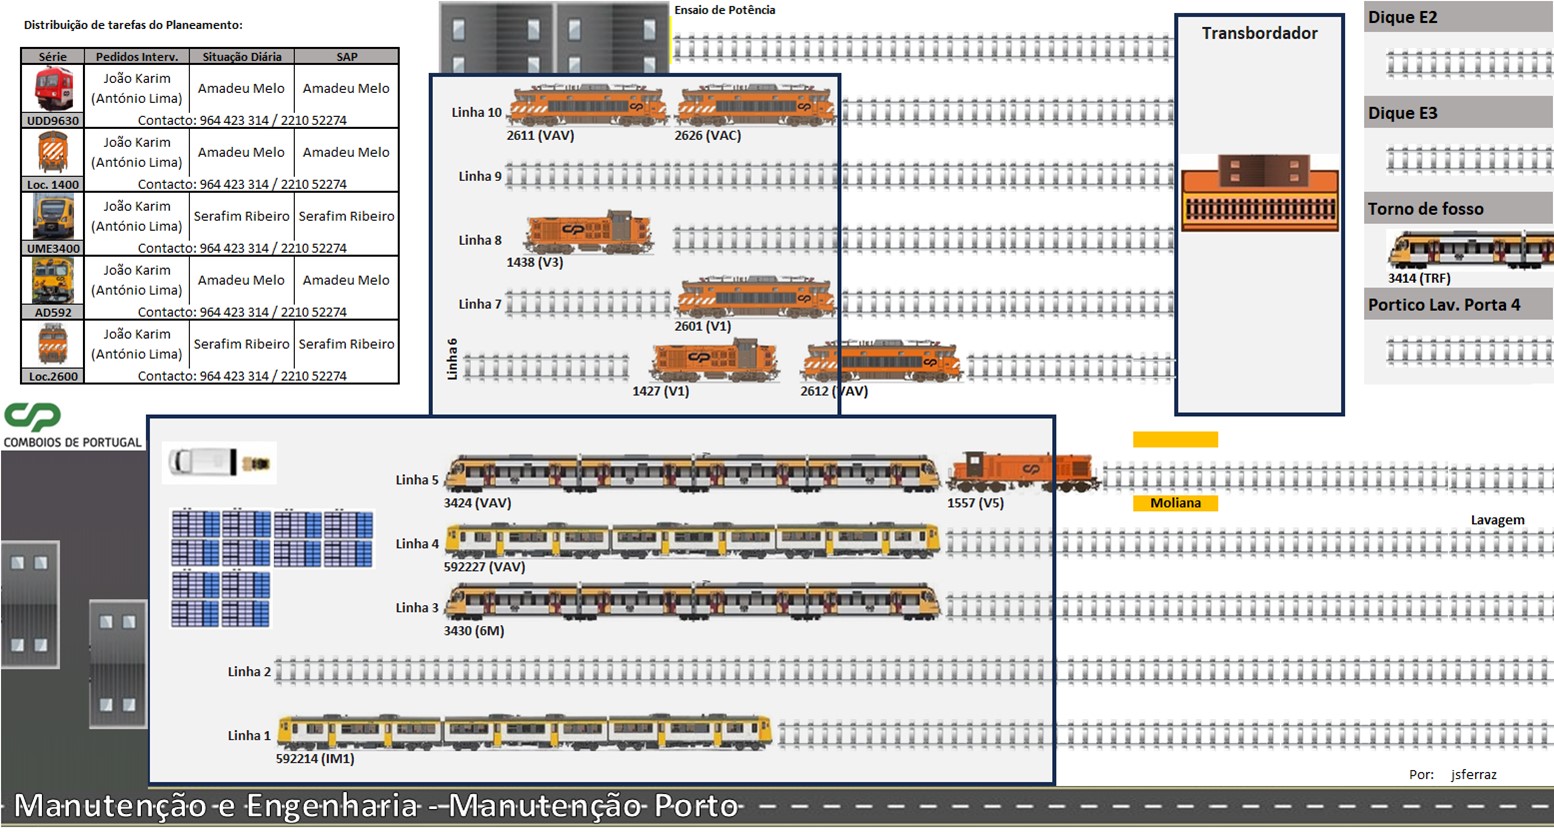 Distribuição de tarefas do Planeamento:
Série Pedidos Interv. Situação Diária SAP
UDD9630 João Karim (António Lima) Amadeu Melo Amadeu Melo
Contacto: 964 423 314 / 2210 52274
Loc. 1400 João Karim (António Lima) Amadeu Melo Amadeu Melo
Contacto: 964 423 314 / 2210 52274
UME3400 João Karim (António Lima) Serafim Ribeiro Serafim Ribeiro
Contacto: 964 423 314 / 2210 52274
AD592 João Karim (António Lima) Amadeu Melo Amadeu Melo
Contacto: 964 423 314 / 2210 52274
Loc.2600 João Karim (António Lima) Serafim Ribeiro Serafim Ribeiro
Contacto: 964 423 314 / 2210 52274
CP
COMBOIOS DE PORTUGAL
Ensaio de Potência
Linha 10
2611 (VAV) 2626 (VAC)
Linha 9
Linha 8
1438 (V3)
Linha 7
2601 (V1)
Linha 6
1427 (V1) 2612 (VAV)
Transbordador
Dique E2
Dique E3
Torno de fosso
3414 (TRF)
Portico Lav. Porta 4
Linha 5
3424 (VAV) 1557 (V5)
Moliana
Lavagem
Linha 4
592227 (VAV)
Linha 3
3430 (6M)
Linha 2
Linha 1
592214 (IM1)
Por: jsferraz
Manutenção e Engenharia - Manutenção Porto